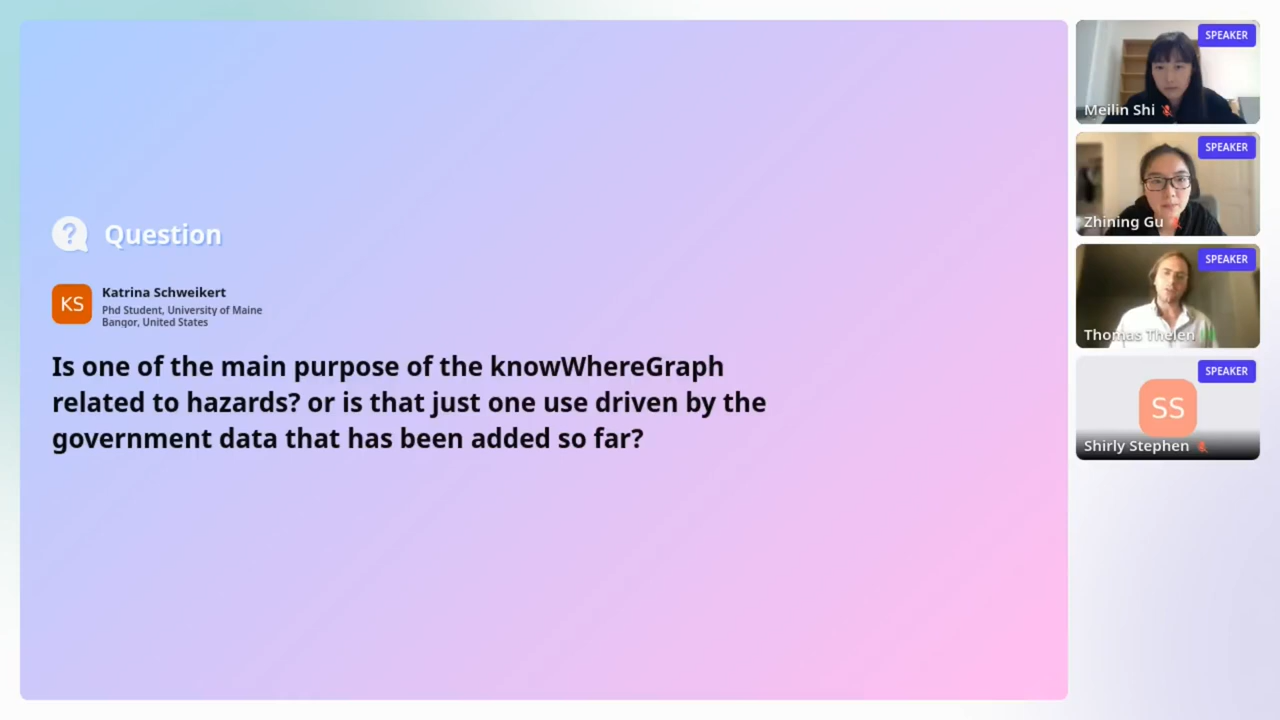 Question
KS
Katrina Schweikert
Phd Student, University of Maine
Bangor, United States
Is one of the main purpose of the knowWhereGraph
related to hazards? or is that just one use driven by the
government data that has been added so far?
SPEAKER
Meilin Shi
SPEAKER
Zhining Gu
SPEAKER
Thomas Thelen
SPEAKER
SS
Shirly Stephen